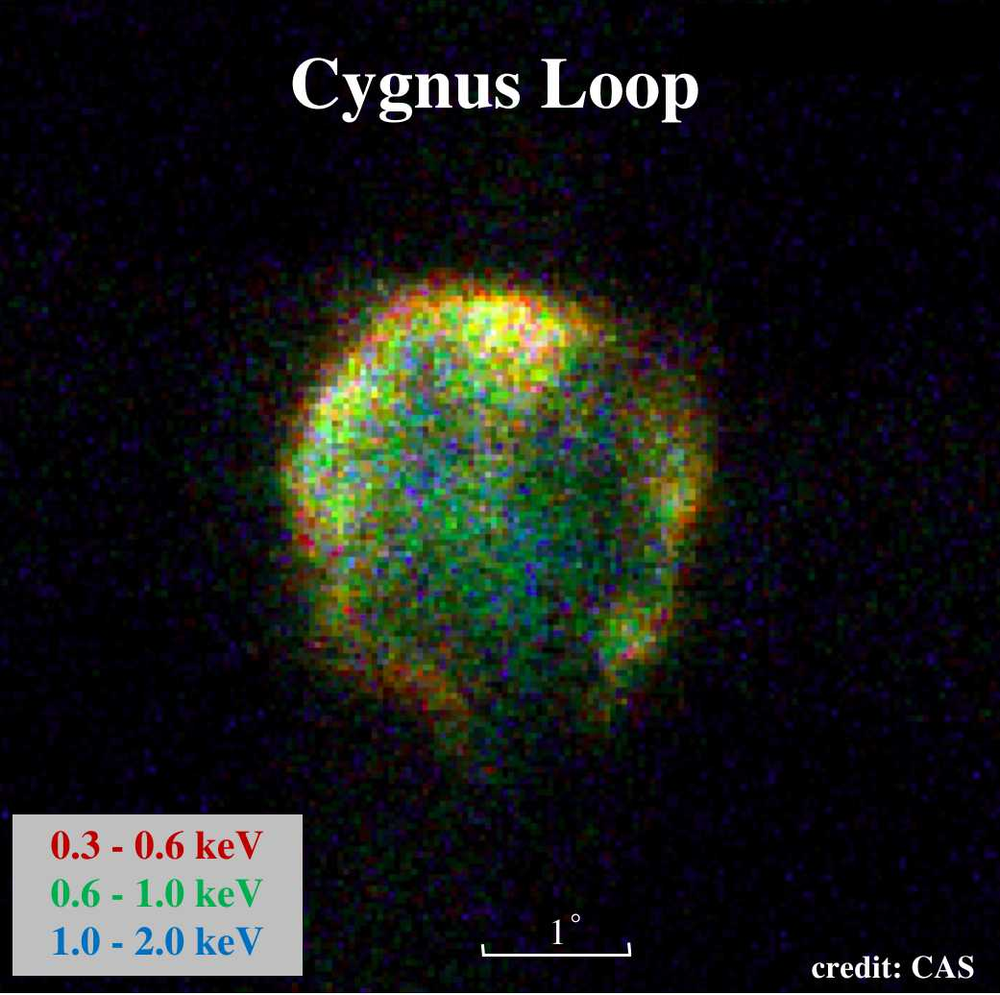 Cygnus Loop
0.3 - 0.6 keV
0.6 - 1.0 keV
1.0 - 2.0 keV
1°
credit: CAS